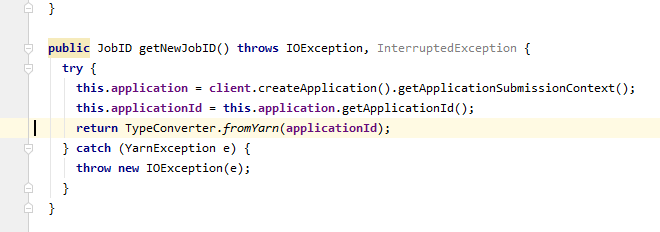 }
public JobID getNewJobID() throws IOException, InterruptedException {
try {
this.application = client.createApplication().getApplicationSubmissionContext();
this.applicationId = this.application.getApplicationId();
return TypeConverter.fromYarn(applicationId);
} catch (YarnException e) {
throw new IOException(e);
}
}